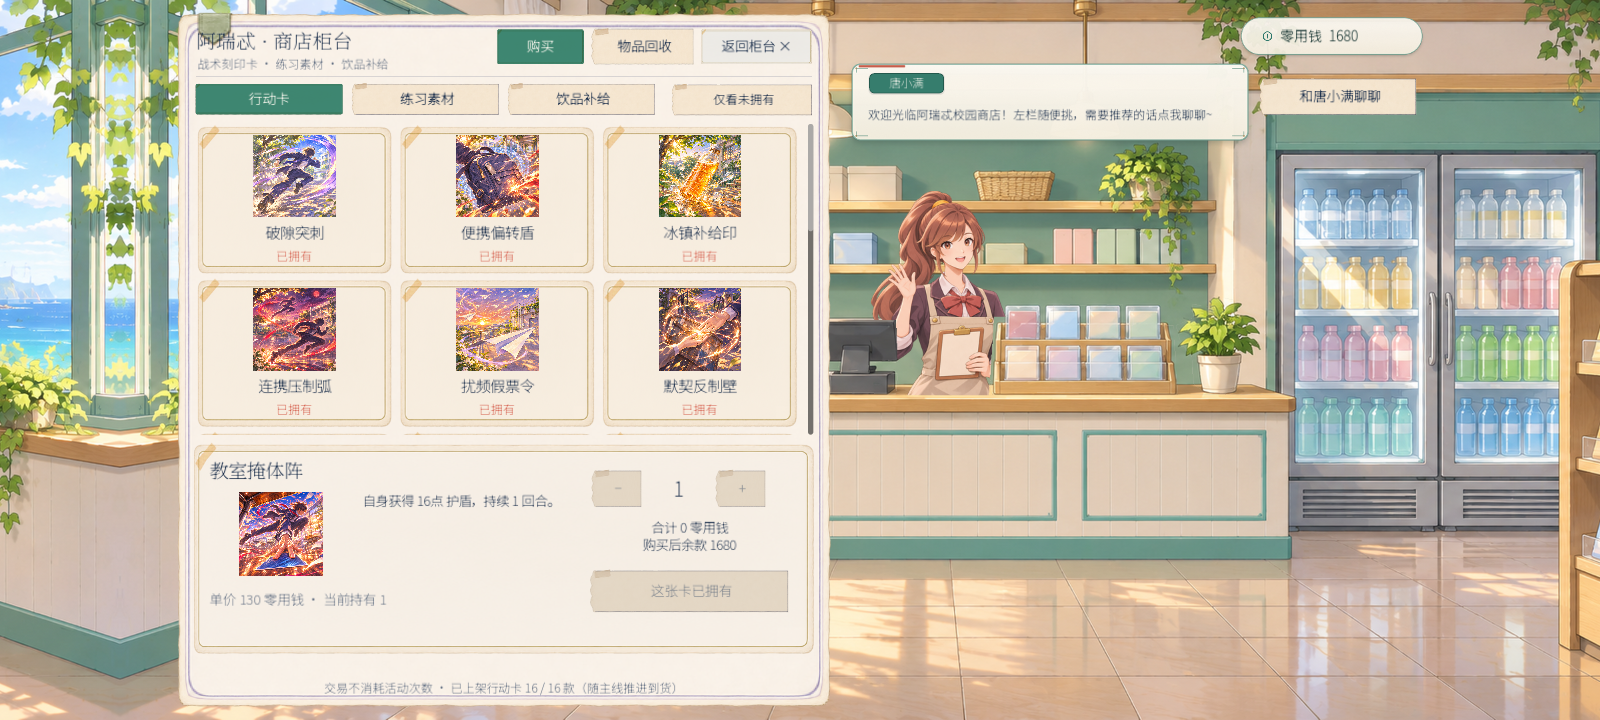 阿瑞忒 · 商店柜台
战术刻印卡 · 练习素材 · 饮品补给
购买
物品回收
返回柜台 ×
行动卡
练习素材
饮品补给
仅看未拥有
破隙突刺
已拥有
便携偏转盾
已拥有
冰镇补给印
已拥有
连携压制弧
已拥有
扰频假票令
已拥有
默契反制壁
已拥有
教室掩体阵
自身获得 16点 护盾，持续 1 回合。
单价 130 零用钱 · 当前持有 1
−
1
+
合计 0 零用钱
购买后余款 1680
这张卡已拥有
交易不消耗活动次数 · 已上架行动卡 16 / 16 款（随主线推进到货）
零用钱 1680
唐小满
欢迎光临阿瑞忒校园商店！左栏随便挑，需要推荐的话点我聊聊~
和唐小满聊聊